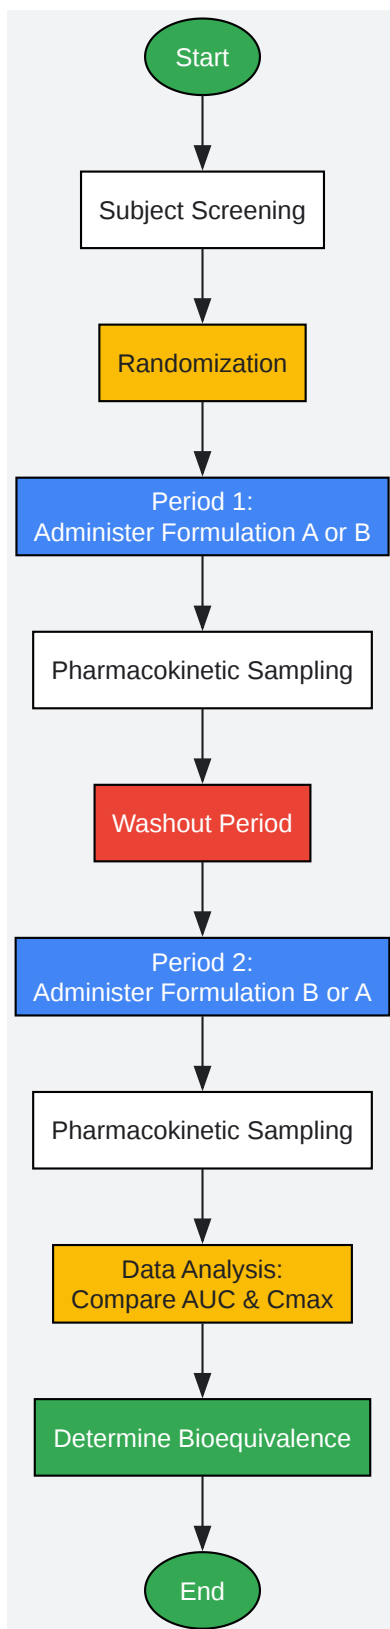 Start
Subject Screening
Randomization
Period 1:
Administer Formulation A or B
Pharmacokinetic Sampling
Washout Period
Period 2:
Administer Formulation B or A
Pharmacokinetic Sampling
Data Analysis:
Compare AUC & Cmax
Determine Bioequivalence
End